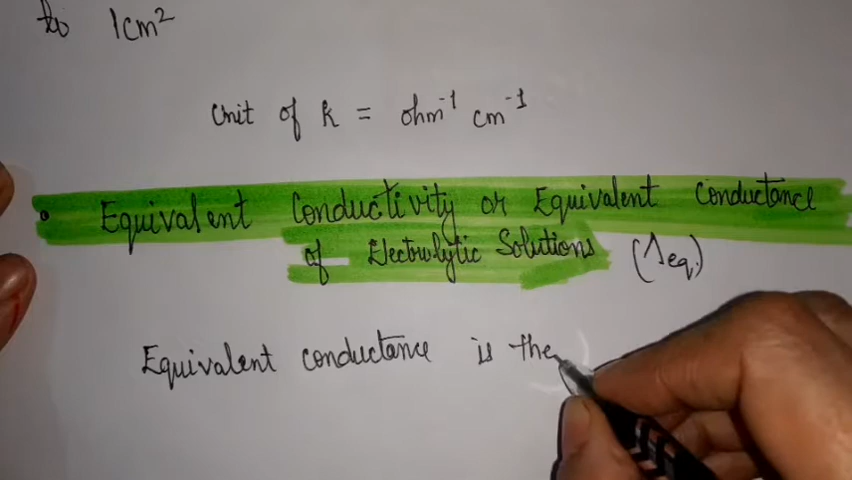 to 1cm²
Unit of k = ohm⁻¹ cm⁻¹
• Equivalent Conductivity or Equivalent Conductance
of Electrolytic Solutions (Λeq.)
Equivalent conductance is the